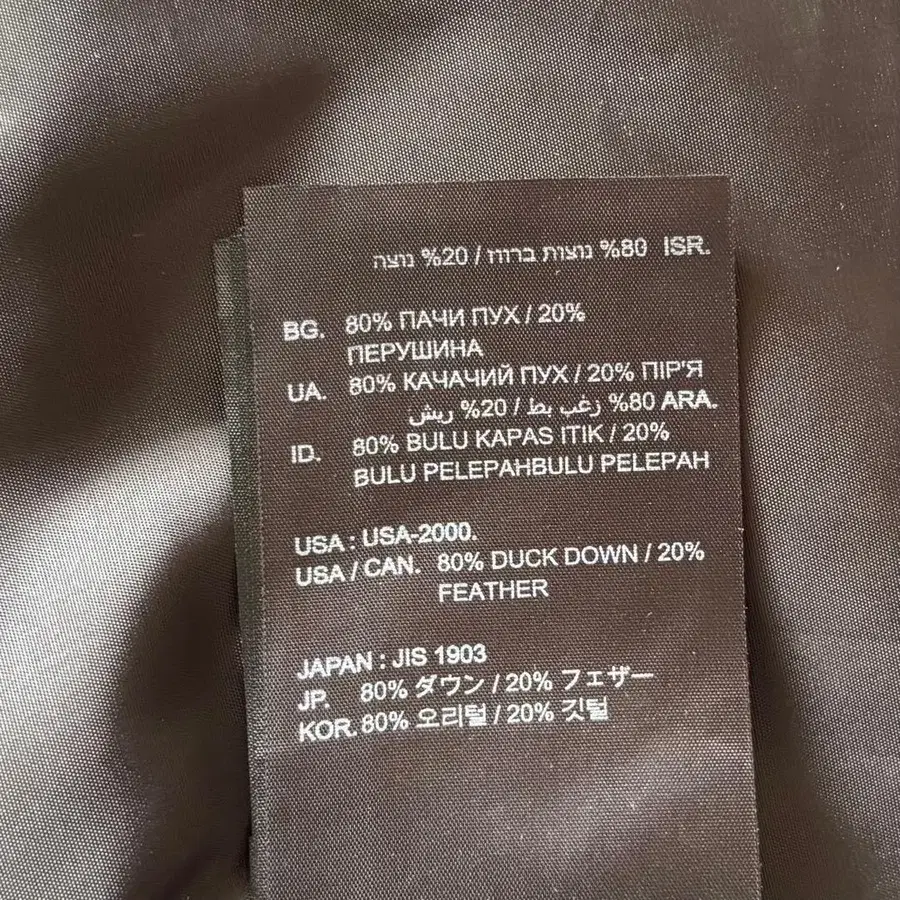 %80 נוצות ברווז / %20 נוצה ISR.
BG. 80% ПАЧИ ПУХ / 20%
ПЕРУШИНА
UA. 80% КАЧАЧИЙ ПУХ / 20% ПІР'Я
%80 زغب بط / %20 ريش ARA.
ID. 80% BULU KAPAS ITIK / 20%
BULU PELEPAHBULU PELEPAH
USA : USA-2000.
USA / CAN. 80% DUCK DOWN / 20%
FEATHER
JAPAN : JIS 1903
JP. 80% ダウン / 20% フェザー
KOR. 80% 오리털 / 20% 깃털